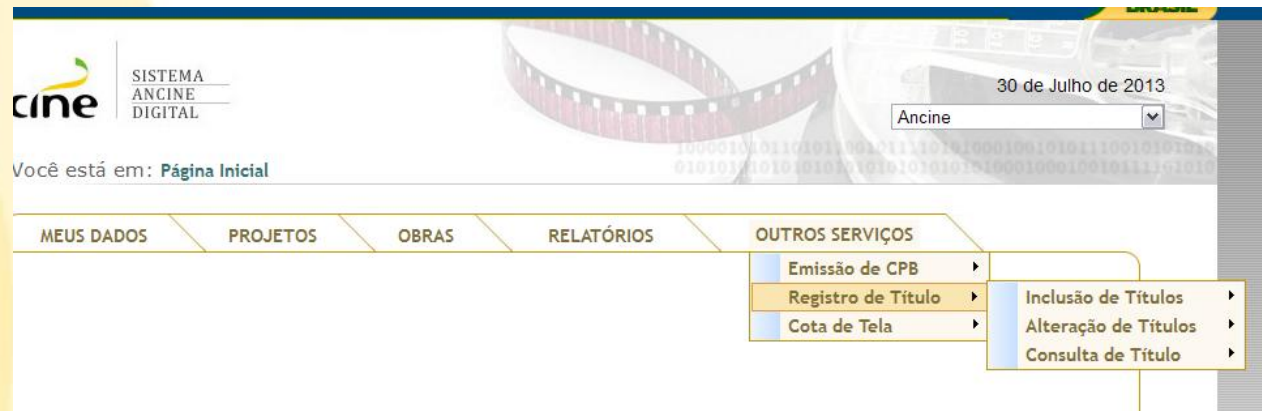 BRASIL
cine
SISTEMA
ANCINE
DIGITAL
30 de Julho de 2013
Ancine
Você está em: Página Inicial
MEUS DADOS PROJETOS OBRAS RELATÓRIOS OUTROS SERVIÇOS
Emissão de CPB
Registro de Título Inclusão de Títulos
Cota de Tela Alteração de Títulos
Consulta de Título